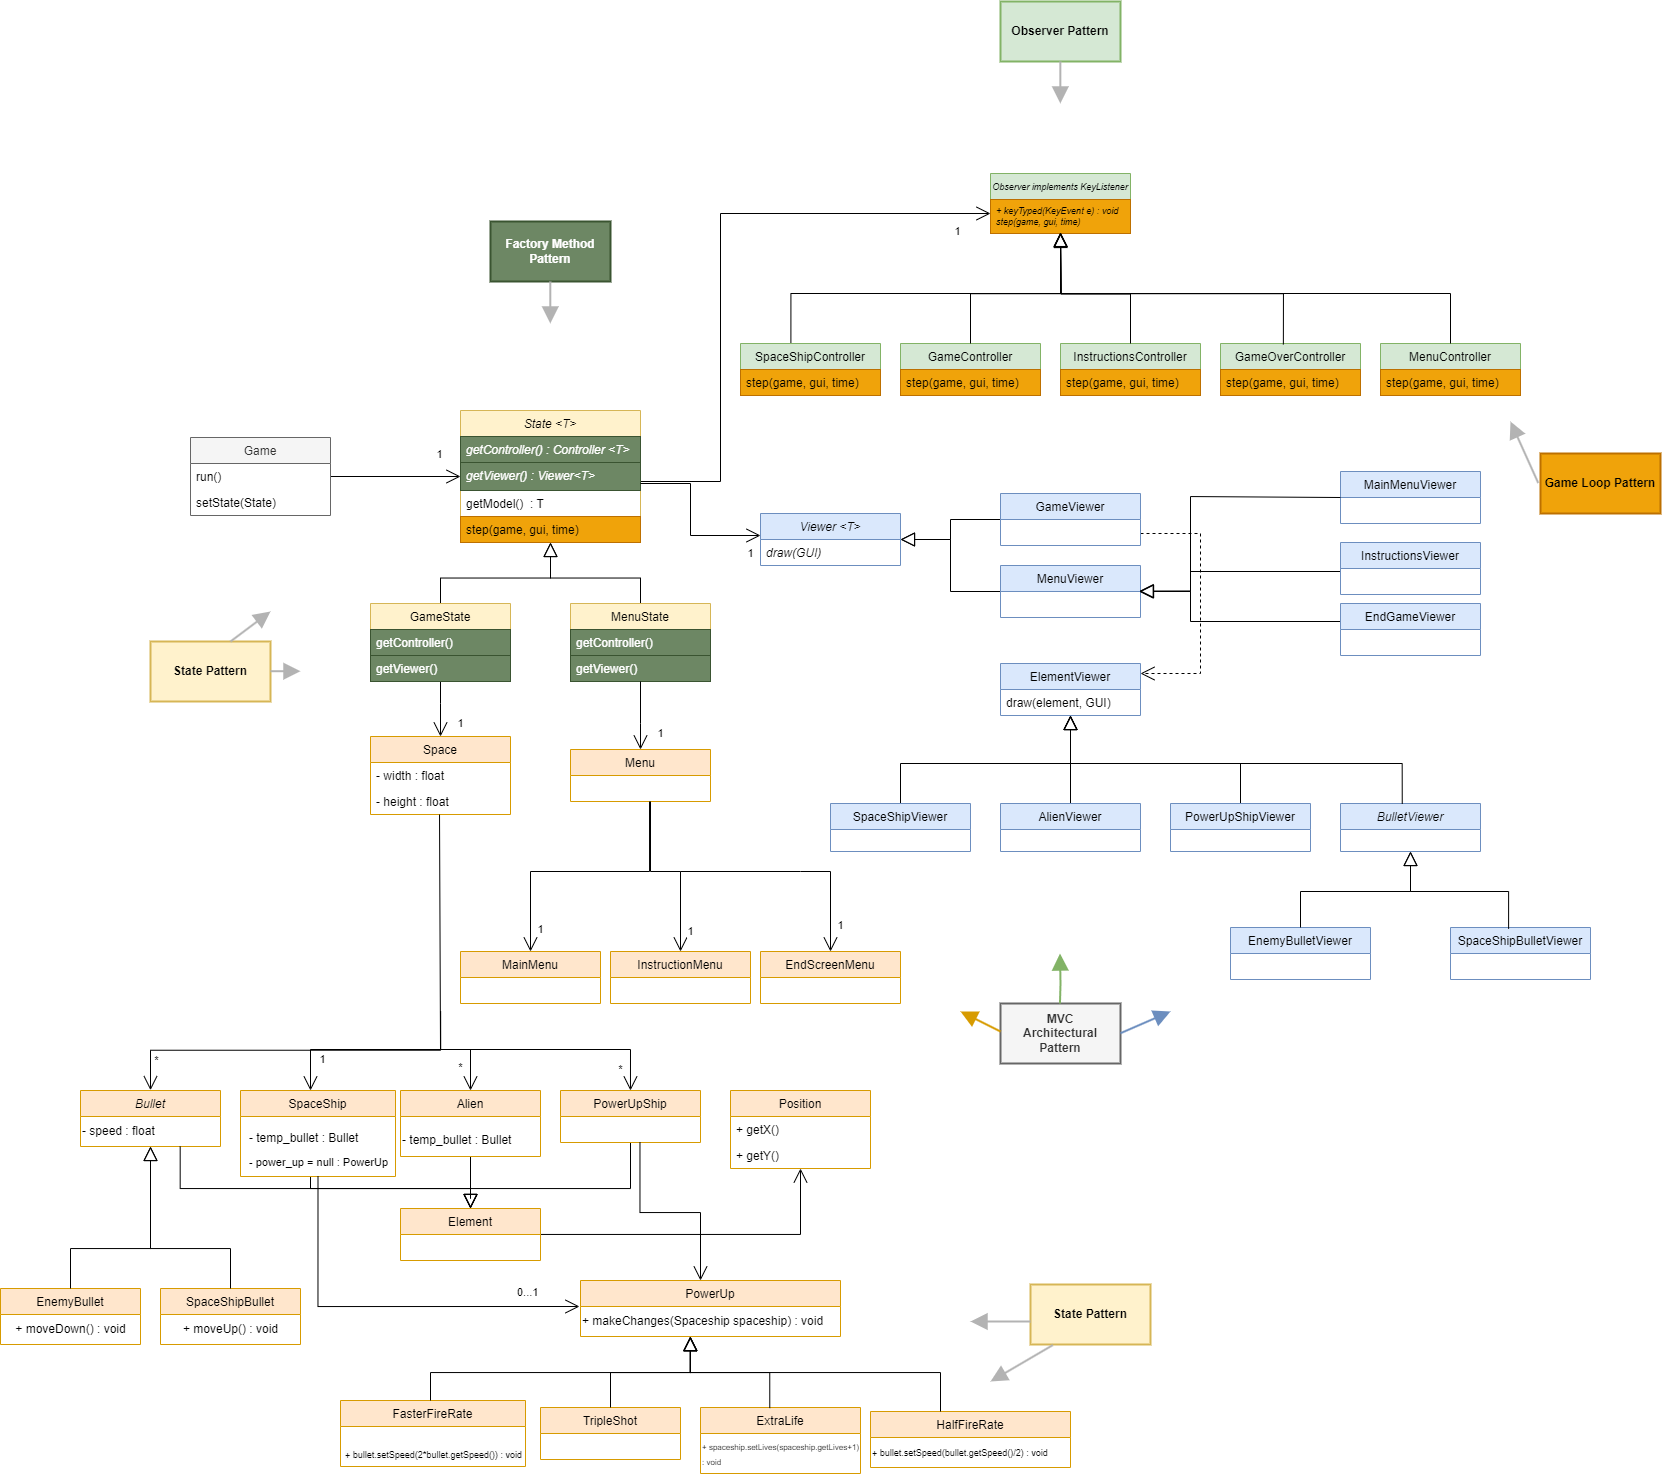 Observer Pattern
Observer implements KeyListener
+ keyTyped(KeyEvent e) : void
step(game, gui, time)
1
Factory Method
Pattern
SpaceShipController
step(game, gui, time)
GameController
step(game, gui, time)
InstructionsController
step(game, gui, time)
GameOverController
step(game, gui, time)
MenuController
step(game, gui, time)
Game Loop Pattern
Game
run()
setState(State)
1
State <T>
getController() : Controller <T>
getViewer() : Viewer<T>
getModel() : T
step(game, gui, time)
1
Viewer <T>
draw(GUI)
GameViewer
MenuViewer
MainMenuViewer
InstructionsViewer
EndGameViewer
State Pattern
GameState
getController()
getViewer()
MenuState
getController()
getViewer()
ElementViewer
draw(element, GUI)
1
1
Space
- width : float
- height : float
Menu
SpaceShipViewer
AlienViewer
PowerUpShipViewer
BulletViewer
EnemyBulletViewer
SpaceShipBulletViewer
1
1
1
MainMenu
InstructionMenu
EndScreenMenu
MVC
Architectural
Pattern
*
1
*
*
Bullet
- speed : float
SpaceShip
- temp_bullet : Bullet
- power_up = null : PowerUp
Alien
- temp_bullet : Bullet
PowerUpShip
Position
+ getX()
+ getY()
Element
EnemyBullet
+ moveDown() : void
SpaceShipBullet
+ moveUp() : void
0...1
PowerUp
+ makeChanges(Spaceship spaceship) : void
State Pattern
FasterFireRate
+ bullet.setSpeed(2*bullet.getSpeed()) : void
TripleShot
ExtraLife
+ spaceship.setLives(spaceship.getLives+1)
: void
HalfFireRate
+ bullet.setSpeed(bullet.getSpeed()/2) : void